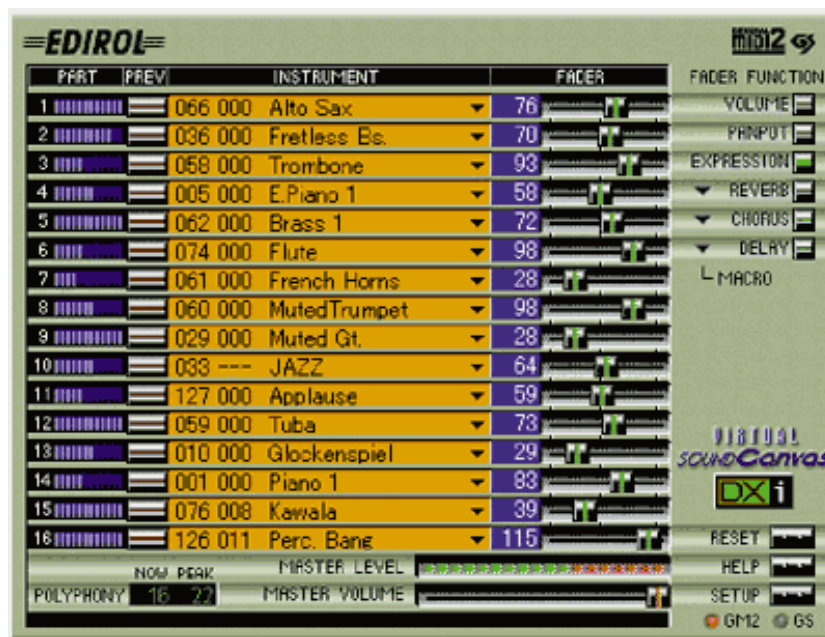 EDIROL
GENERAL MIDI2 GS
PART PREV INSTRUMENT FADER FADER FUNCTION
1 066 000 Alto Sax 76 VOLUME
2 036 000 Fretless Bs. 70 PANPOT
3 058 000 Trombone 93 EXPRESSION
4 005 000 E.Piano 1 58 REVERB
5 062 000 Brass 1 72 CHORUS
6 074 000 Flute 98 DELAY
7 061 000 French Horns 28 MACRO
8 060 000 MutedTrumpet 98
9 029 000 Muted Gt. 28
10 033 --- JAZZ 64
11 127 000 Applause 59
12 059 000 Tuba 73 VIRTUAL
13 010 000 Glockenspiel 29 SOUND Canvas
14 001 000 Piano 1 83 DXi
15 076 008 Kawala 39
16 126 011 Perc. Bang 115 RESET
NOW PEAK MASTER LEVEL HELP
POLYPHONY 16 22 MASTER VOLUME SETUP
GM2 GS